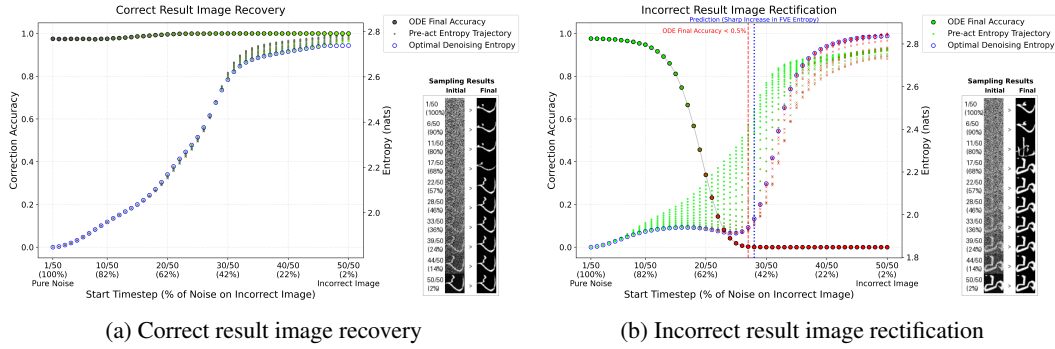 Correct Result Image Recovery
ODE Final Accuracy
Pre-act Entropy Trajectory
Optimal Denoising Entropy
Correction Accuracy
1.0
0.8
0.6
0.4
0.2
0.0
Entropy (nats)
2.8
2.6
2.4
2.2
2.0
1/50 10/50 20/50 30/50 40/50 50/50
(100%) (82%) (62%) (42%) (22%) (2%)
Pure Noise Incorrect Image
Start Timestep (% of Noise on Incorrect Image)
Sampling Results
Initial Final
1/50
(100%) >
6/50
(90%) >
11/50
(80%) >
17/50
(68%) >
22/50
(57%) >
28/50
(46%) >
33/50
(36%) >
39/50
(24%) >
44/50
(14%) >
50/50
(2%) >
(a) Correct result image recovery
Incorrect Result Image Rectification
Prediction (Sharp Increase in FVE Entropy)
ODE Final Accuracy < 0.5%
ODE Final Accuracy
Pre-act Entropy Trajectory
Optimal Denoising Entropy
Correction Accuracy
1.0
0.8
0.6
0.4
0.2
0.0
Entropy (nats)
2.8
2.6
2.4
2.2
2.0
1.8
1/50 10/50 20/50 30/50 40/50 50/50
(100%) (82%) (62%) (42%) (22%) (2%)
Pure Noise Incorrect Image
Start Timestep (% of Noise on Incorrect Image)
Sampling Results
Initial Final
1/50
(100%) >
6/50
(90%) >
11/50
(80%) >
17/50
(68%) >
22/50
(57%) >
28/50
(46%) >
33/50
(36%) >
39/50
(24%) >
44/50
(14%) >
50/50
(2%) >
(b) Incorrect result image rectification